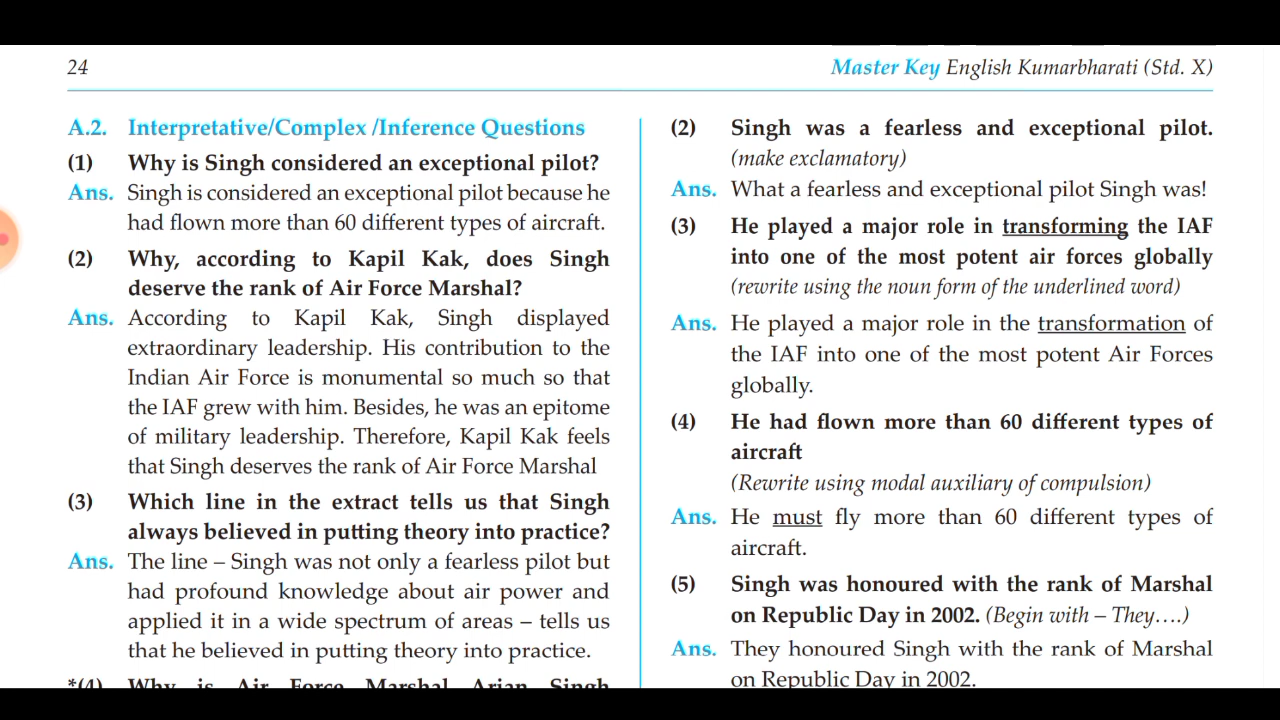 24
Master Key English Kumarbharati (Std. X)
A.2. Interpretative/Complex /Inference Questions
(1) Why is Singh considered an exceptional pilot?
Ans. Singh is considered an exceptional pilot because he
had flown more than 60 different types of aircraft.
(2) Why, according to Kapil Kak, does Singh
deserve the rank of Air Force Marshal?
Ans. According to Kapil Kak, Singh displayed
extraordinary leadership. His contribution to the
Indian Air Force is monumental so much so that
the IAF grew with him. Besides, he was an epitome
of military leadership. Therefore, Kapil Kak feels
that Singh deserves the rank of Air Force Marshal
(3) Which line in the extract tells us that Singh
always believed in putting theory into practice?
Ans. The line – Singh was not only a fearless pilot but
had profound knowledge about air power and
applied it in a wide spectrum of areas – tells us
that he believed in putting theory into practice.
*(4) Why is Air Force Marshal Arjan Singh
(2) Singh was a fearless and exceptional pilot.
(make exclamatory)
Ans. What a fearless and exceptional pilot Singh was!
(3) He played a major role in transforming the IAF
into one of the most potent air forces globally
(rewrite using the noun form of the underlined word)
Ans. He played a major role in the transformation of
the IAF into one of the most potent Air Forces
globally.
(4) He had flown more than 60 different types of
aircraft
(Rewrite using modal auxiliary of compulsion)
Ans. He must fly more than 60 different types of
aircraft.
(5) Singh was honoured with the rank of Marshal
on Republic Day in 2002. (Begin with – They….)
Ans. They honoured Singh with the rank of Marshal
on Republic Day in 2002.